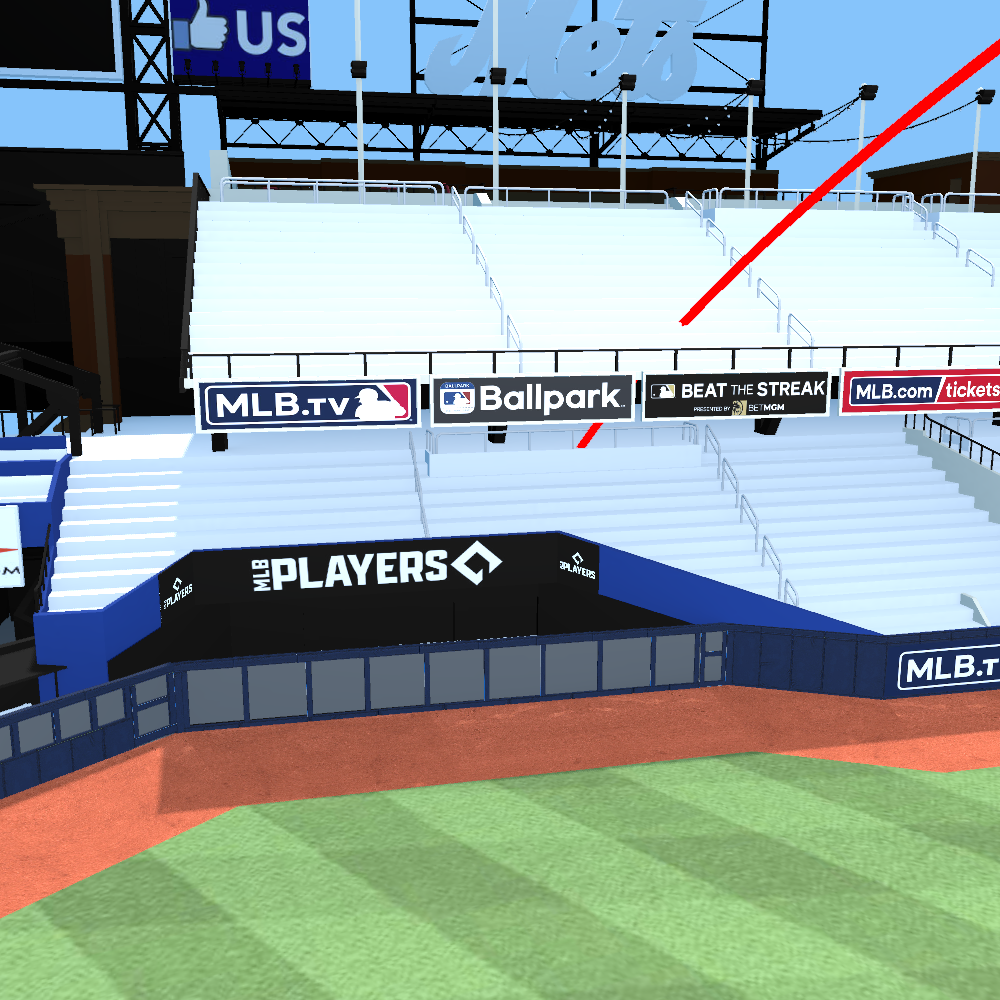 US
Mets
MLB.TV
BALLPARK
Ballpark
BEAT THE STREAK
PRESENTED BY BETMGM
MLB.com/tickets
MLB PLAYERS
PLAYERS
PLAYERS
MLB.T